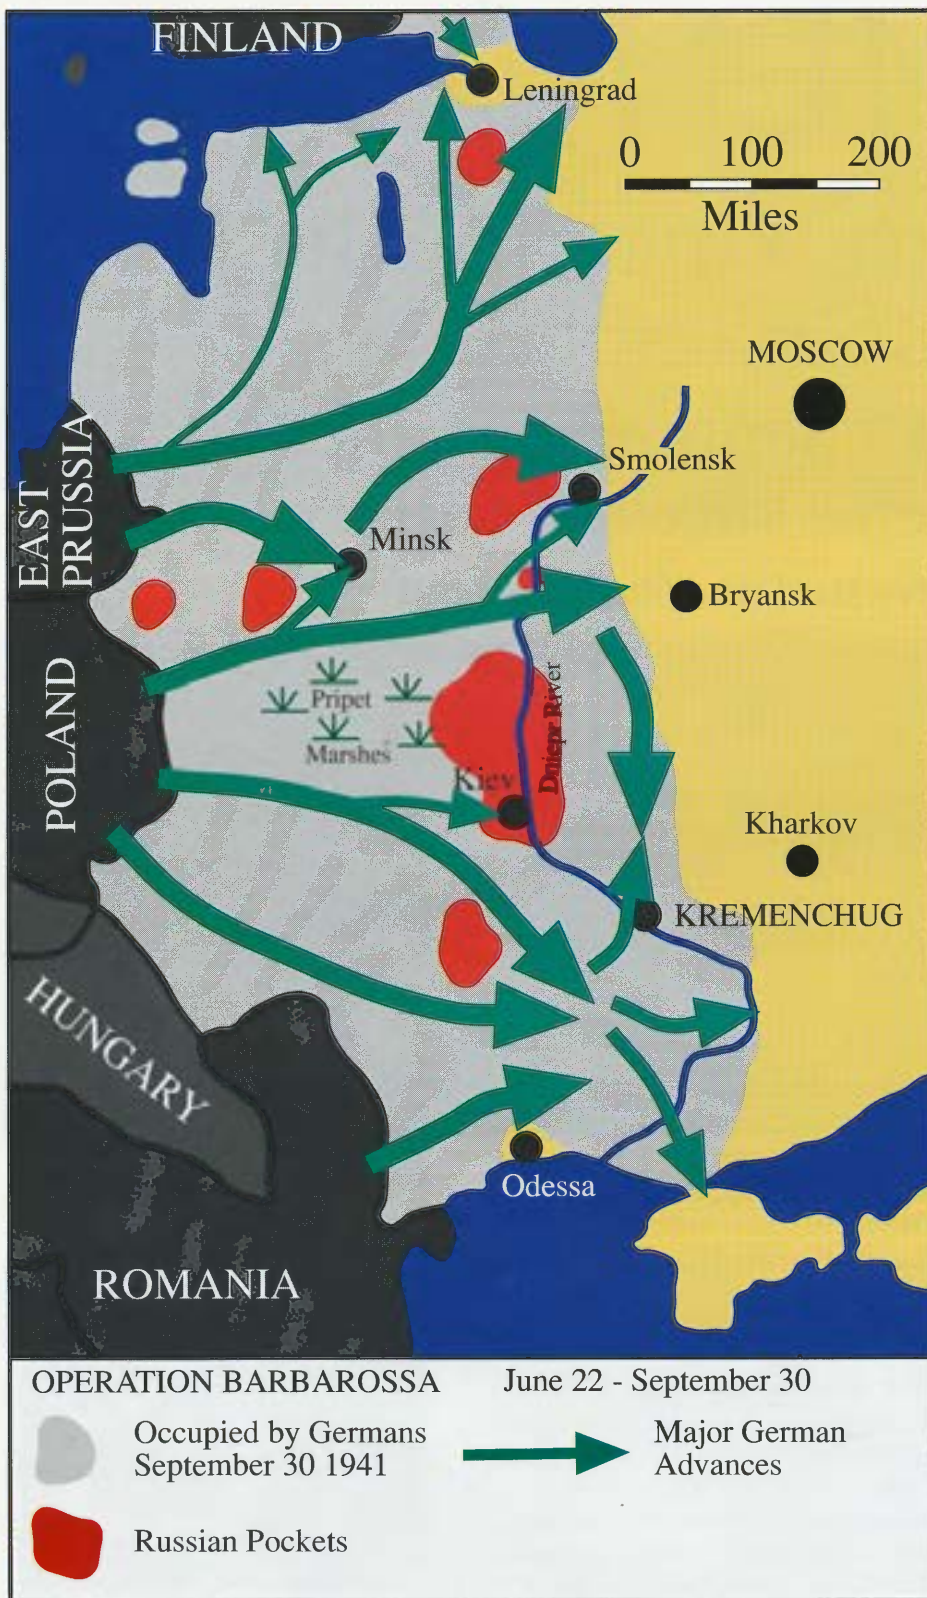 FINLAND
Leningrad
0 100 200
Miles
MOSCOW
Smolensk
EAST
PRUSSIA
Minsk
Bryansk
Pripet
Marshes
Dniepr River
POLAND
Kiev
Kharkov
KREMENCHUG
HUNGARY
Odessa
ROMANIA
OPERATION BARBAROSSA June 22 - September 30
Occupied by Germans
September 30 1941
Major German
Advances
Russian Pockets